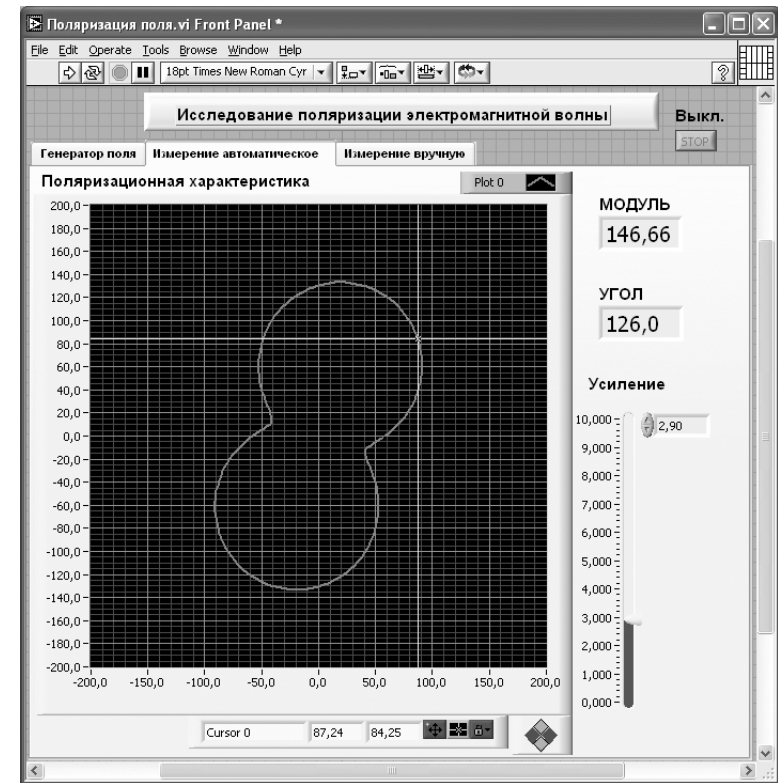 Поляризация поля.vi Front Panel *
File Edit Operate Tools Browse Window Help
18pt Times New Roman Cyr
?
Исследование поляризации электромагнитной волны
Выкл.
STOP
Генератор поля Измерение автоматическое Измерение вручную
Поляризационная характеристика
Plot 0
200,0
180,0
160,0
140,0
120,0
100,0
80,0
60,0
40,0
20,0
0,0
-20,0
-40,0
-60,0
-80,0
-100,0
-120,0
-140,0
-160,0
-180,0
-200,0
-200,0 -150,0 -100,0 -50,0 0,0 50,0 100,0 150,0 200,0
Cursor 0 87,24 84,25
МОДУЛЬ
146,66
УГОЛ
126,0
Усиление
2,90
10,000
9,000
8,000
7,000
6,000
5,000
4,000
3,000
2,000
1,000
0,000